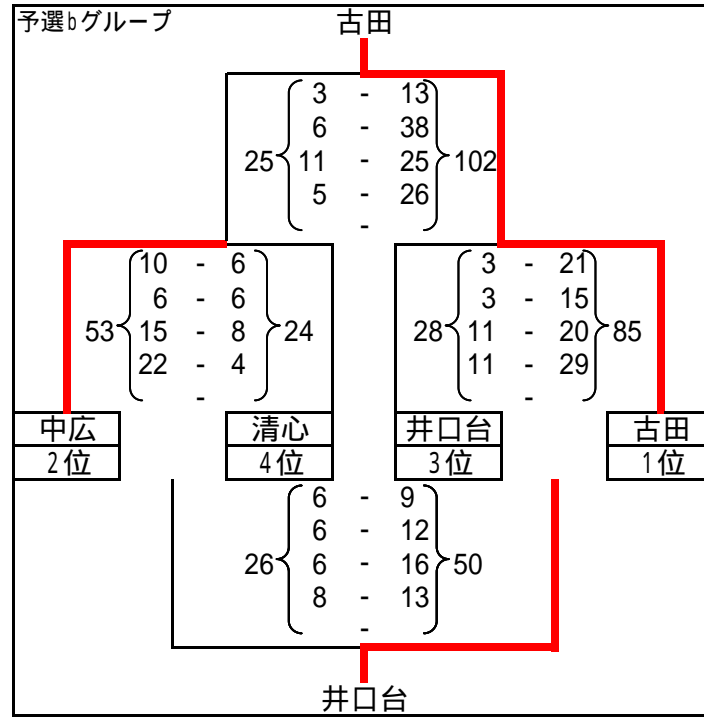 予選bグループ
古田
3 - 13
6 - 38
25 11 - 25 102
5 - 26
-
10 - 6 3 - 21
6 - 6 3 - 15
53 15 - 8 24 28 11 - 20 85
22 - 4 11 - 29
- -
中広 清心 井口台 古田
2位 4位 3位 1位
6 - 9
6 - 12
26 6 - 16 50
8 - 13
-
井口台